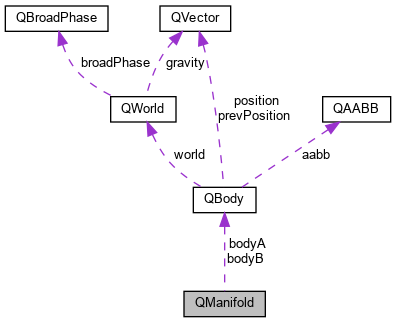 QBroadPhase
QVector
broadPhase
gravity
QWorld
position
prevPosition
QAABB
world
aabb
QBody
bodyA
bodyB
QManifold